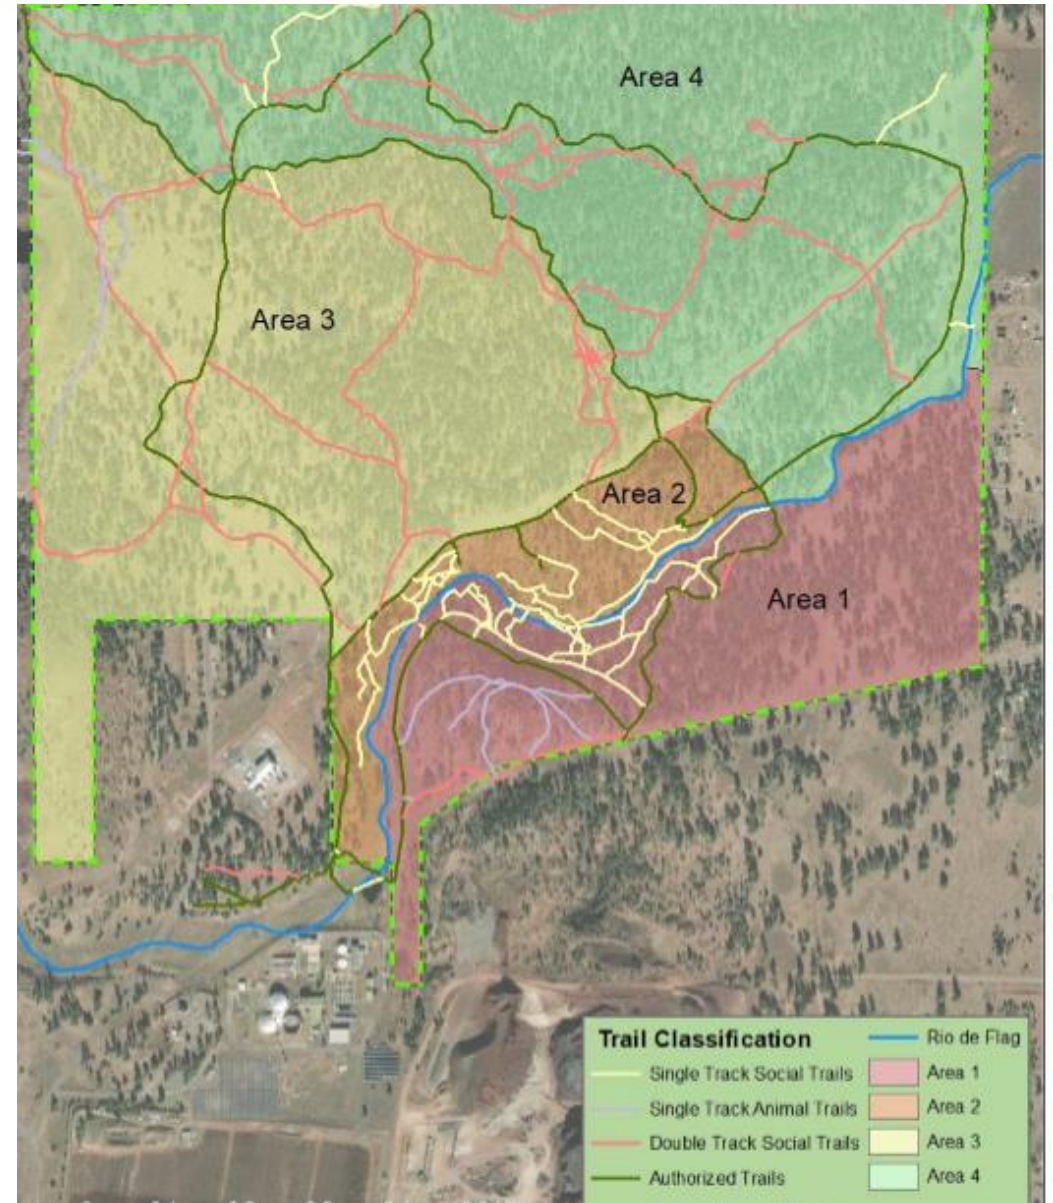 Area 4
Area 3
Area 2
Area 1
Trail Classification
Single Track Social Trails
Single Track Animal Trails
Double Track Social Trails
Authorized Trails
Rio de Flag
Area 1
Area 2
Area 3
Area 4